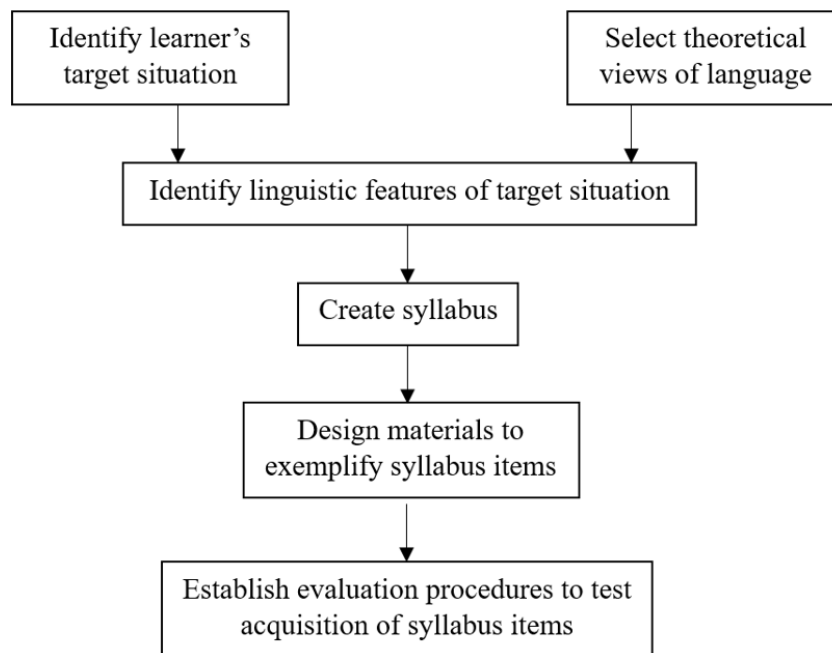 Identify learner’s
target situation
Select theoretical
views of language
Identify linguistic features of target situation
Create syllabus
Design materials to
exemplify syllabus items
Establish evaluation procedures to test
acquisition of syllabus items